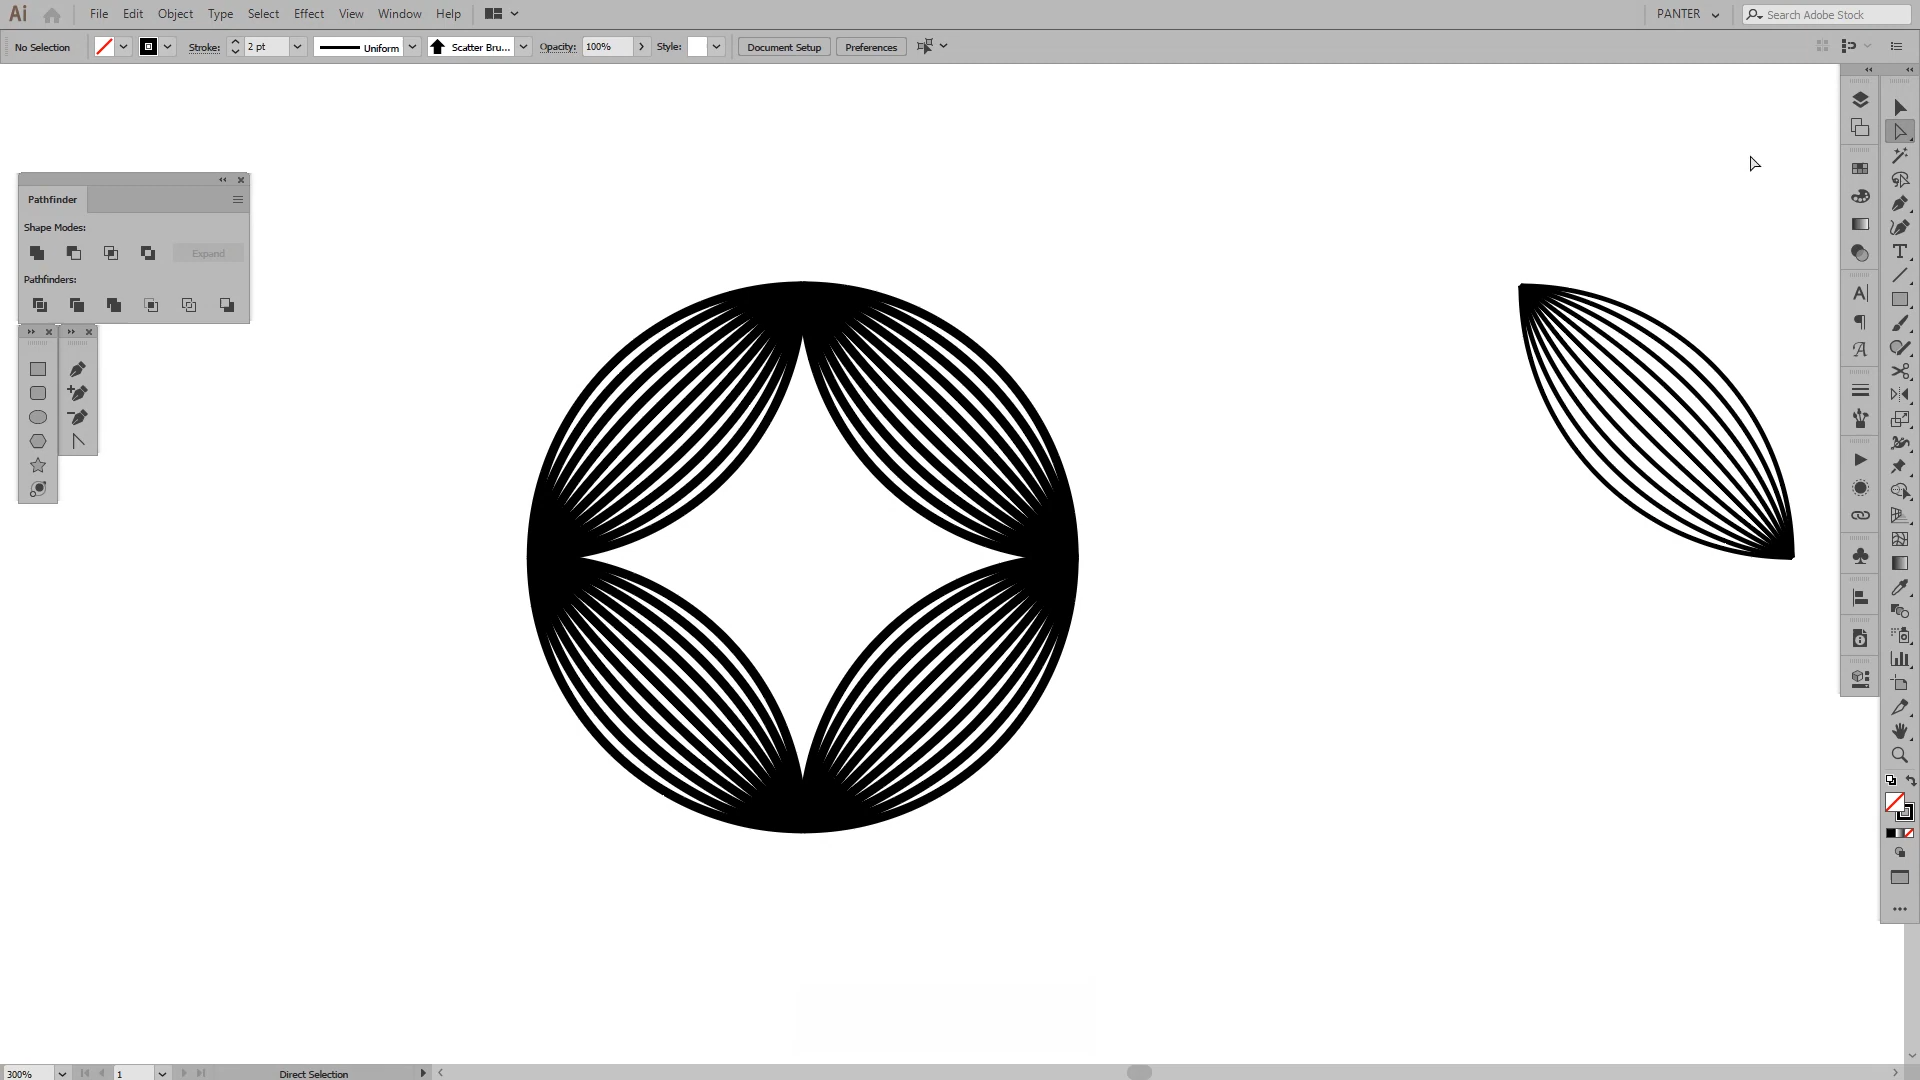 Ai File Edit Object Type Select Effect View Window Help PANTER Search Adobe Stock
No Selection Stroke: 2 pt Uniform Scatter Bru... Opacity: 100% Style: Document Setup Preferences
Pathfinder
Shape Modes:
Expand
Pathfinders:
300% 1 Direct Selection